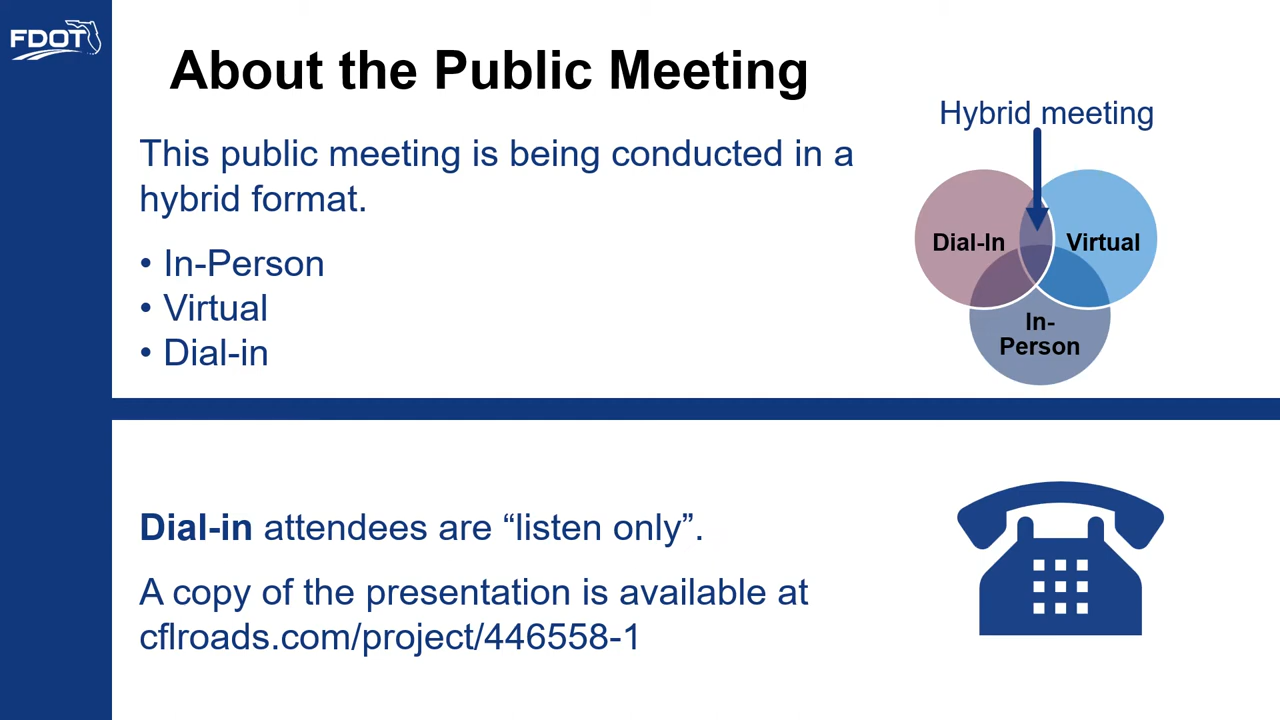 FDOT
About the Public Meeting
This public meeting is being conducted in a
hybrid format.
• In-Person
• Virtual
• Dial-in
Hybrid meeting
Dial-In
Virtual
In-
Person
Dial-in attendees are “listen only”.
A copy of the presentation is available at
cflroads.com/project/446558-1